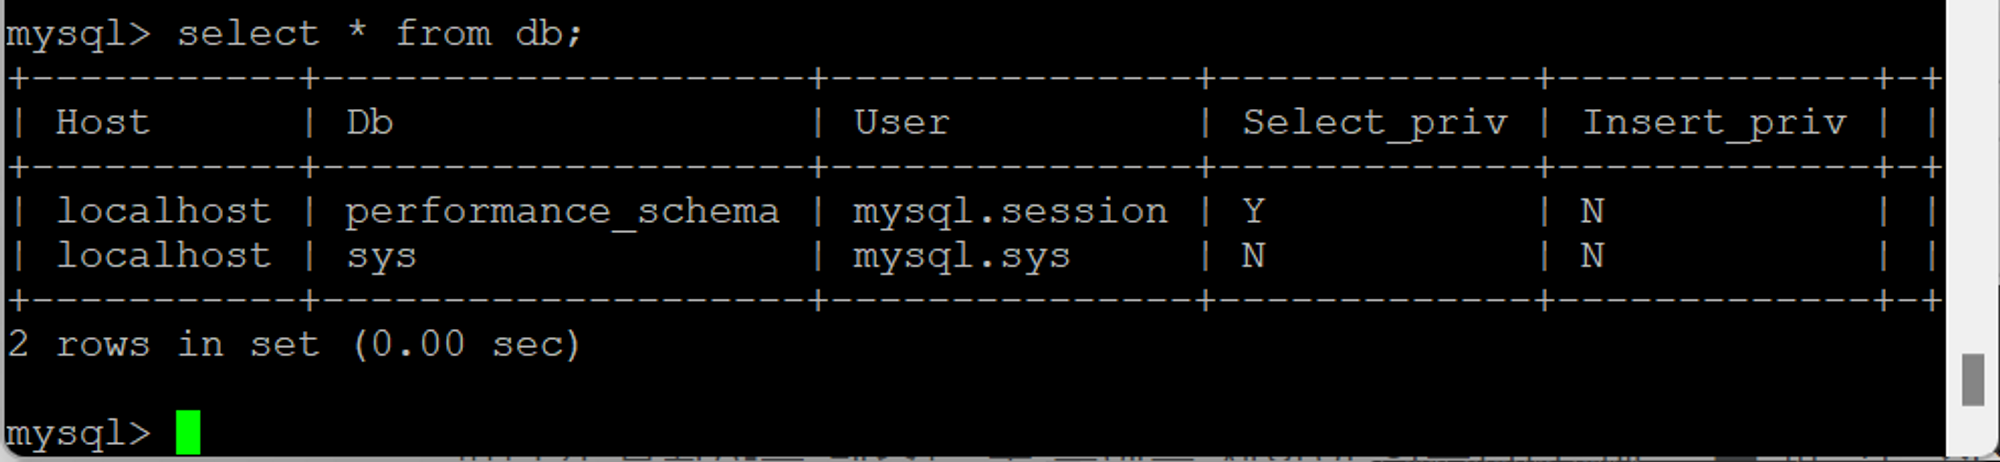 mysql> select * from db;
+-----------+--------------------+---------------+-------------+-------------+-+
| Host      | Db                 | User          | Select_priv | Insert_priv | |
+-----------+--------------------+---------------+-------------+-------------+-+
| localhost | performance_schema | mysql.session | Y           | N           | |
| localhost | sys                | mysql.sys     | N           | N           | |
+-----------+--------------------+---------------+-------------+-------------+-+
2 rows in set (0.00 sec)
mysql>